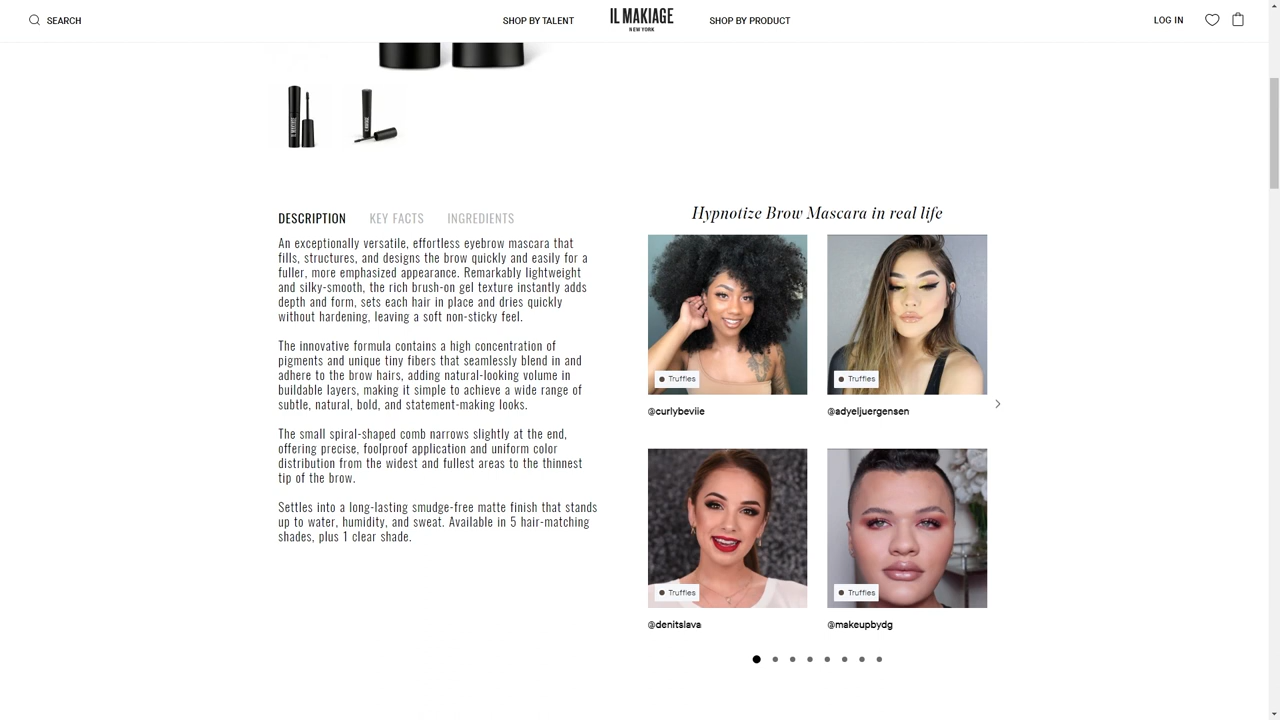 SEARCH
SHOP BY TALENT
IL MAKIAGE
NEW YORK
SHOP BY PRODUCT
LOG IN
DESCRIPTION
KEY FACTS
INGREDIENTS
An exceptionally versatile, effortless eyebrow mascara that
fills, structures, and designs the brow quickly and easily for a
fuller, more emphasized appearance. Remarkably lightweight
and silky-smooth, the rich brush-on gel texture instantly adds
depth and form, sets each hair in place and dries quickly
without hardening, leaving a soft non-sticky feel.
The innovative formula contains a high concentration of
pigments and unique tiny fibers that seamlessly blend in and
adhere to the brow hairs, adding natural-looking volume in
buildable layers, making it simple to achieve a wide range of
subtle, natural, bold, and statement-making looks.
The small spiral-shaped comb narrows slightly at the end,
offering precise, foolproof application and uniform color
distribution from the widest and fullest areas to the thinnest
tip of the brow.
Settles into a long-lasting smudge-free matte finish that stands
up to water, humidity, and sweat. Available in 5 hair-matching
shades, plus 1 clear shade.
Hypnotize Brow Mascara in real life
Truffles
Truffles
@curlybeviie
@adyeljuergensen
Truffles
Truffles
@denitslava
@makeupbydg